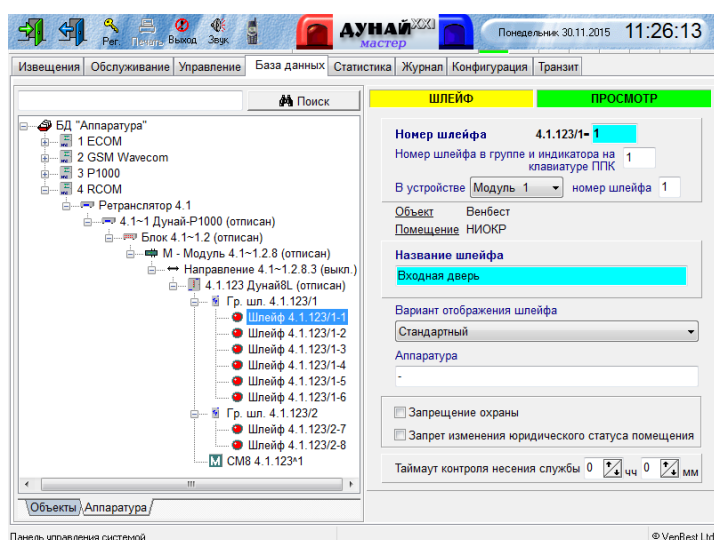 Рег.
Печать
Выход
Звук
ДУНАЙXXI
мастер
Понедельник 30.11.2015
11:26:13
Извещения Обслуживание Управление База данных Статистика Журнал Конфигурация Транзит
Поиск
БД "Аппаратура"
1 ECOM
2 GSM Wavecom
3 P1000
4 RCOM
Ретранслятор 4.1
4.1~1 Дунай-P1000 (отписан)
Блок 4.1~1.2 (отписан)
М - Модуль 4.1~1.2.8 (отписан)
Направление 4.1~1.2.8.3 (выкл.)
4.1.123 Дунай8L (отписан)
Гр. шл. 4.1.123/1
Шлейф 4.1.123/1-1
Шлейф 4.1.123/1-2
Шлейф 4.1.123/1-3
Шлейф 4.1.123/1-4
Шлейф 4.1.123/1-5
Шлейф 4.1.123/1-6
Гр. шл. 4.1.123/2
Шлейф 4.1.123/2-7
Шлейф 4.1.123/2-8
М СМ8 4.1.123^1
Объекты Аппаратура
ШЛЕЙФ ПРОСМОТР
Номер шлейфа 4.1.123/1- 1
Номер шлейфа в группе и индикатора на
клавиатуре ППК 1
В устройстве Модуль 1 номер шлейфа 1
Объект Венбест
Помещение НИОКР
Название шлейфа
Входная дверь
Вариант отображения шлейфа
Стандартный
Аппаратура
-
Запрещение охраны
Запрет изменения юридического статуса помещения
Таймаут контроля несения службы 0 чч 0 мм
Панель управления системой
© VenBest Ltd